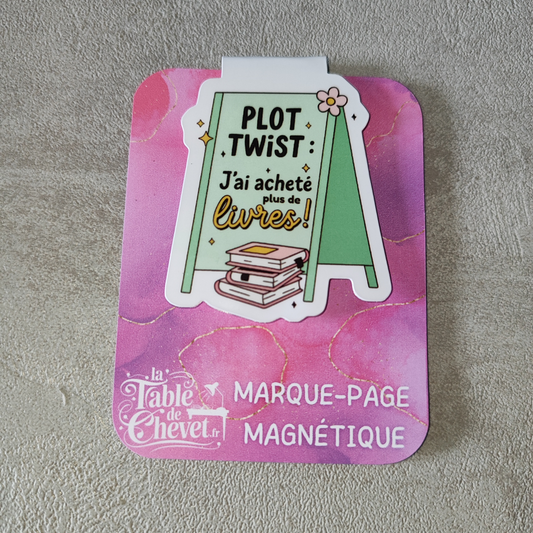 PLOT
TWiST :
J'ai acheté
plus de
livres !
la
Table
de
Chevet.fr
MARQUE-PAGE
MAGNÉTIQUE